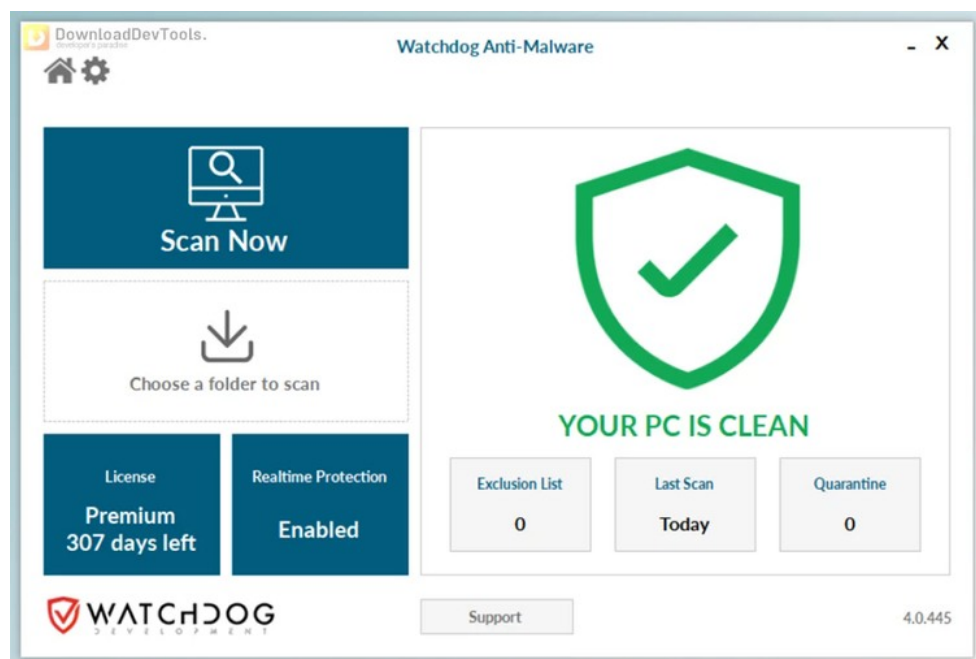 DownloadDevTools.
developer's paradise
Watchdog Anti-Malware
Scan Now
Choose a folder to scan
License
Premium
307 days left
Realtime Protection
Enabled
YOUR PC IS CLEAN
Exclusion List
0
Last Scan
Today
Quarantine
0
WATCHDOG
DEVELOPMENT
Support
4.0.445